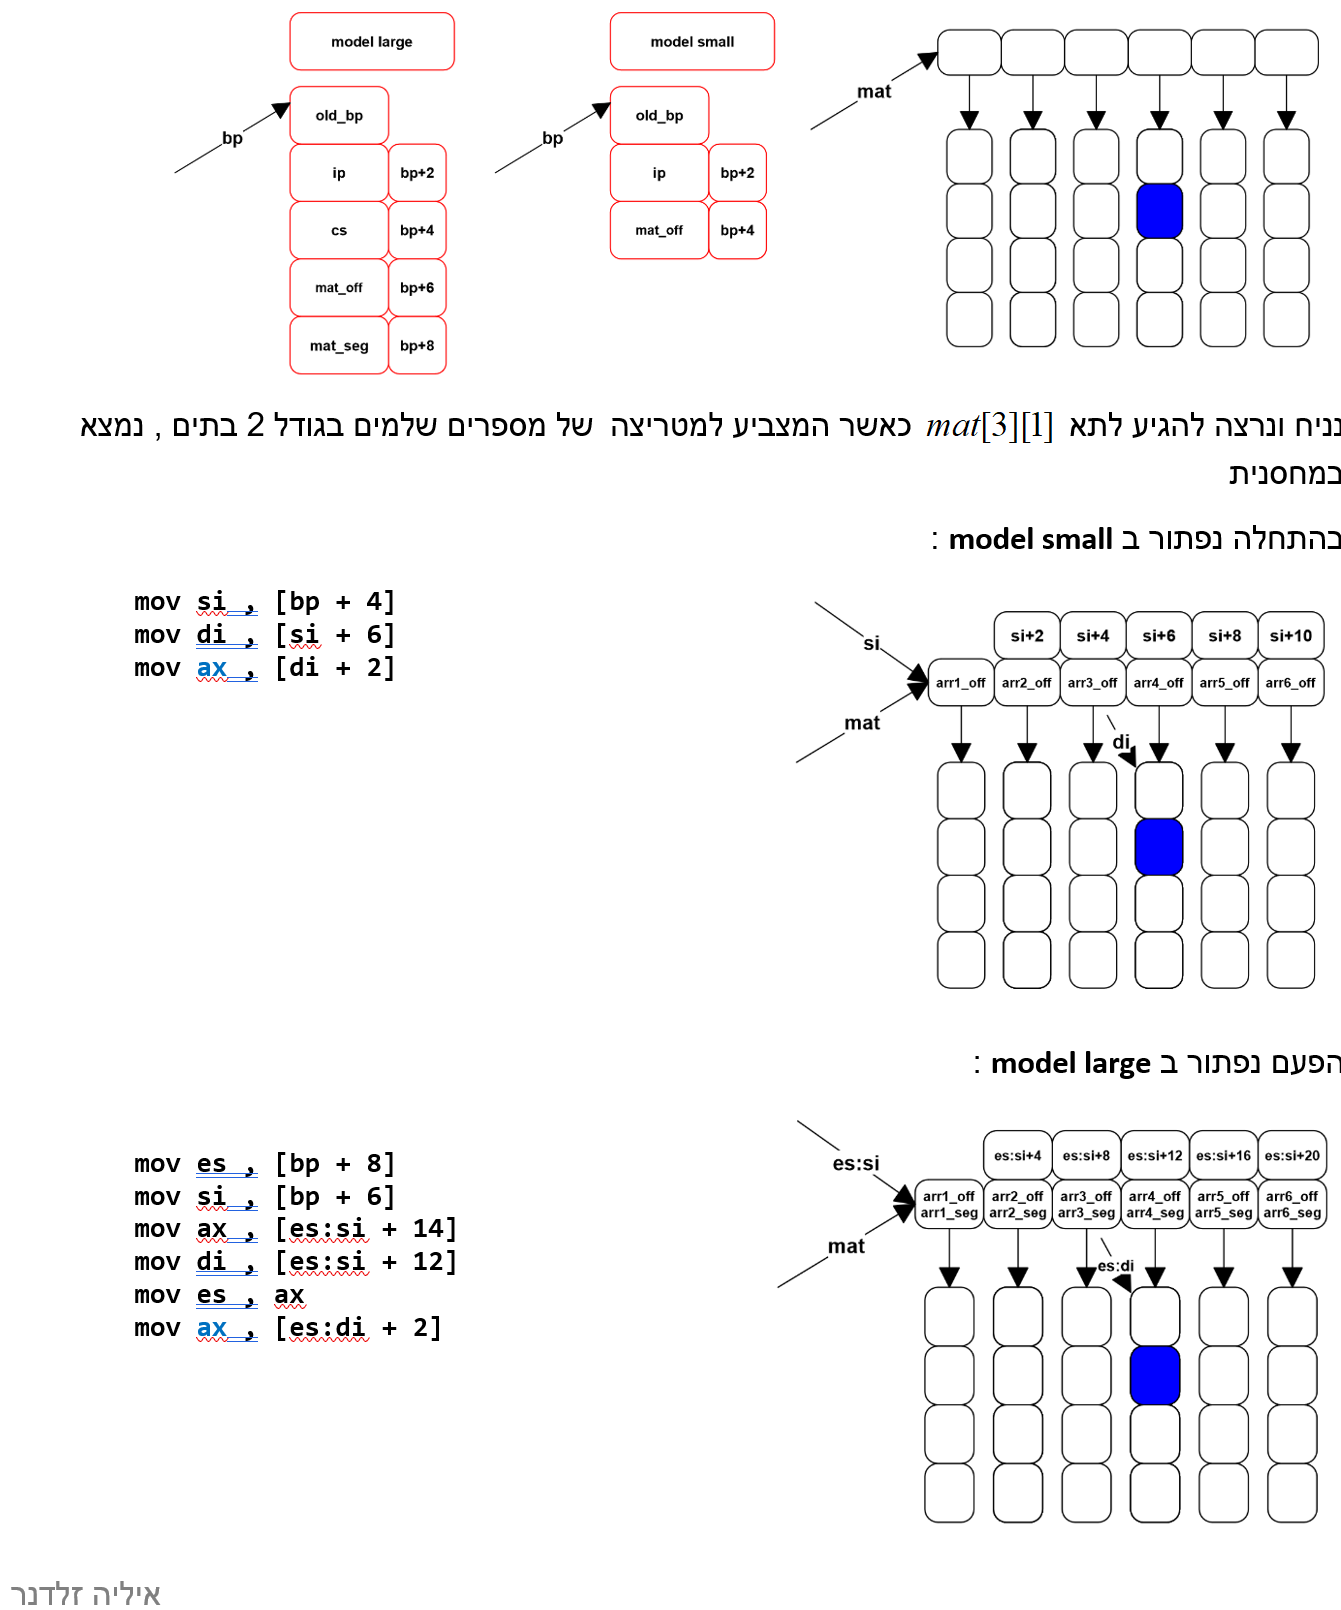 model large
model small
old_bp
ip bp+2
cs bp+4
mat_off bp+6
mat_seg bp+8
bp
old_bp
ip bp+2
mat_off bp+4
bp
mat
נניח ונרצה להגיע לתא mat[3][1] כאשר המצביע למטריצה של מספרים שלמים בגודל 2 בתים , נמצא
במחסנית
בהתחלה נפתור ב model small :
mov si , [bp + 4]
mov di , [si + 6]
mov ax , [di + 2]
si
si+2 si+4 si+6 si+8 si+10
arr1_off arr2_off arr3_off arr4_off arr5_off arr6_off
mat
di
הפעם נפתור ב model large :
mov es , [bp + 8]
mov si , [bp + 6]
mov ax , [es:si + 14]
mov di , [es:si + 12]
mov es , ax
mov ax , [es:di + 2]
es:si
es:si+4 es:si+8 es:si+12 es:si+16 es:si+20
arr1_off arr2_off arr3_off arr4_off arr5_off arr6_off
arr1_seg arr2_seg arr3_seg arr4_seg arr5_seg arr6_seg
mat
es:di
איליה זלדנר